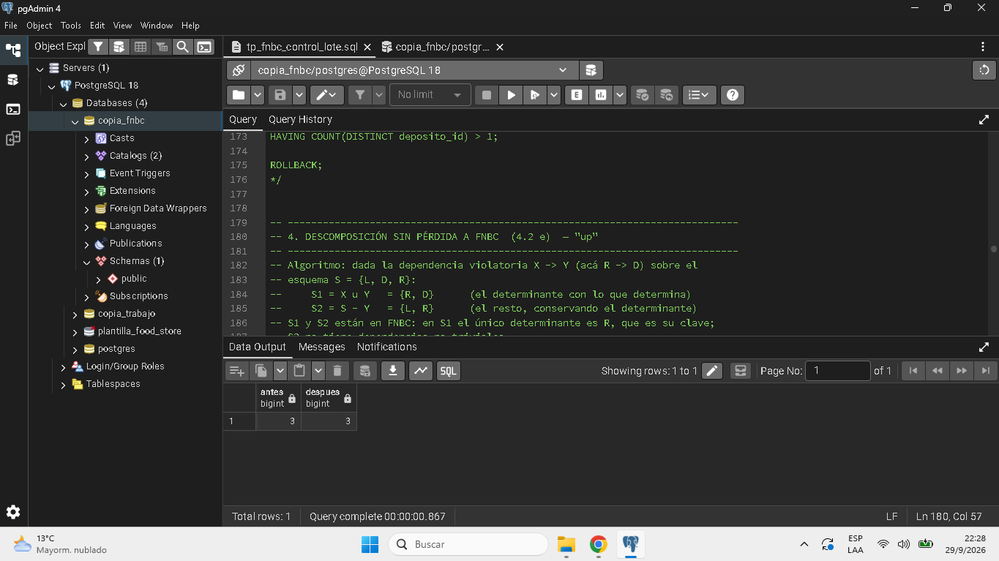 pgAdmin 4
File Object Tools Edit View Window Help
Object Expl
tp_fnbc_control_lote.sql
copia_fnbc/postgr...
Servers (1)
PostgreSQL 18
Databases (4)
copia_fnbc
Casts
Catalogs (2)
Event Triggers
Extensions
Foreign Data Wrappers
Languages
Publications
Schemas (1)
public
Subscriptions
copia_trabajo
plantilla_food_store
postgres
Login/Group Roles
Tablespaces
copia_fnbc/postgres@PostgreSQL 18
No limit
Query Query History
173 HAVING COUNT(DISTINCT deposito_id) > 1;
174
175 ROLLBACK;
176 */
177
178
179 -- -----------------------------------------------------------------------------
180 -- 4. DESCOMPOSICIÓN SIN PÉRDIDA A FNBC (4.2 e) — "up"
181 -- -----------------------------------------------------------------------------
182 -- Algoritmo: dada la dependencia violatoria X -> Y (acá R -> D) sobre el
183 -- esquema S = {L, D, R}:
184 -- S1 = X ∪ Y = {R, D} (el determinante con lo que determina)
185 -- S2 = S − Y = {L, R} (el resto, conservando el determinante)
186 -- S1 y S2 están en FNBC: en S1 el único determinante es R, que es su clave;
Data Output Messages Notifications
SQL
Showing rows: 1 to 1
Page No: 1 of 1
antes bigint
despues bigint
1 3 3
Total rows: 1
Query complete 00:00:00.867
LF
Ln 180, Col 57
13°C
Mayorm. nublado
Buscar
ESP
LAA
22:28
29/9/2026